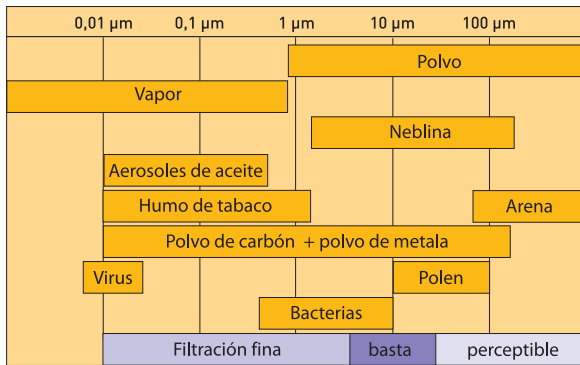 0,01 µm 0,1 µm 1 µm 10 µm 100 µm
Polvo
Vapor
Neblina
Aerosoles de aceite
Humo de tabaco Arena
Polvo de carbón + polvo de metala
Virus Polen
Bacterias
Filtración fina basta perceptible